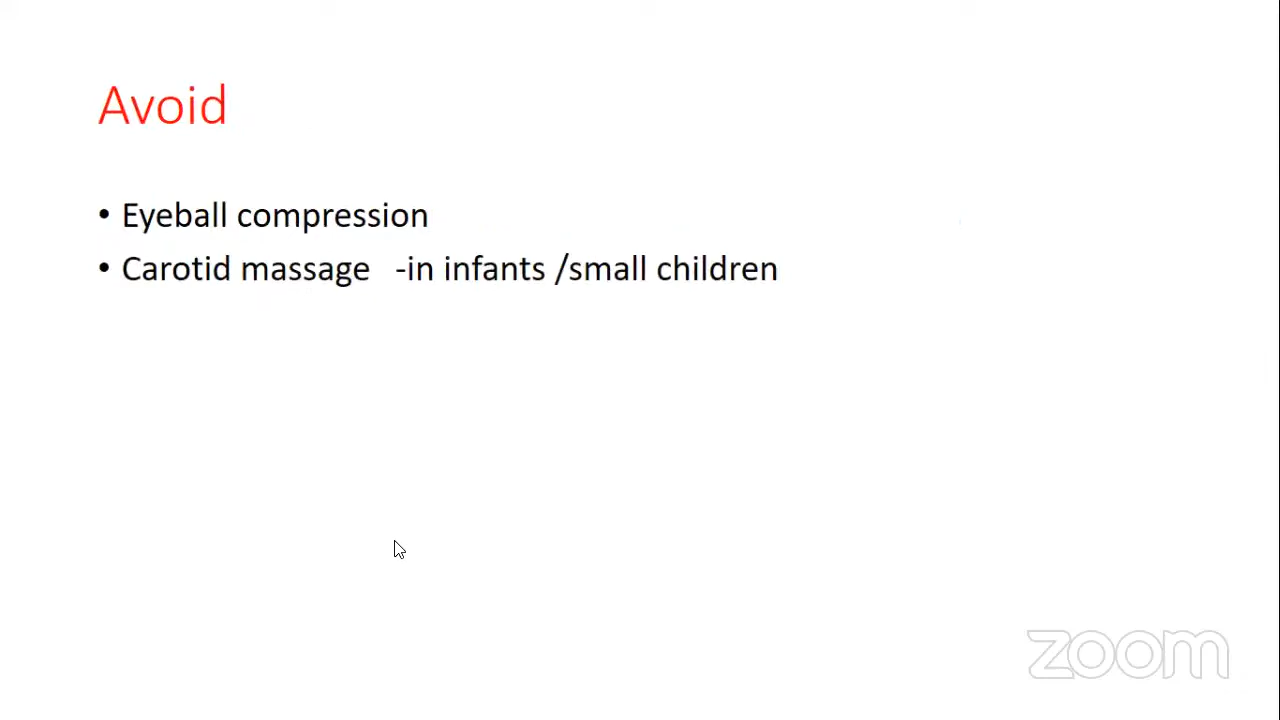 Avoid
• Eyeball compression
• Carotid massage -in infants /small children
zoom